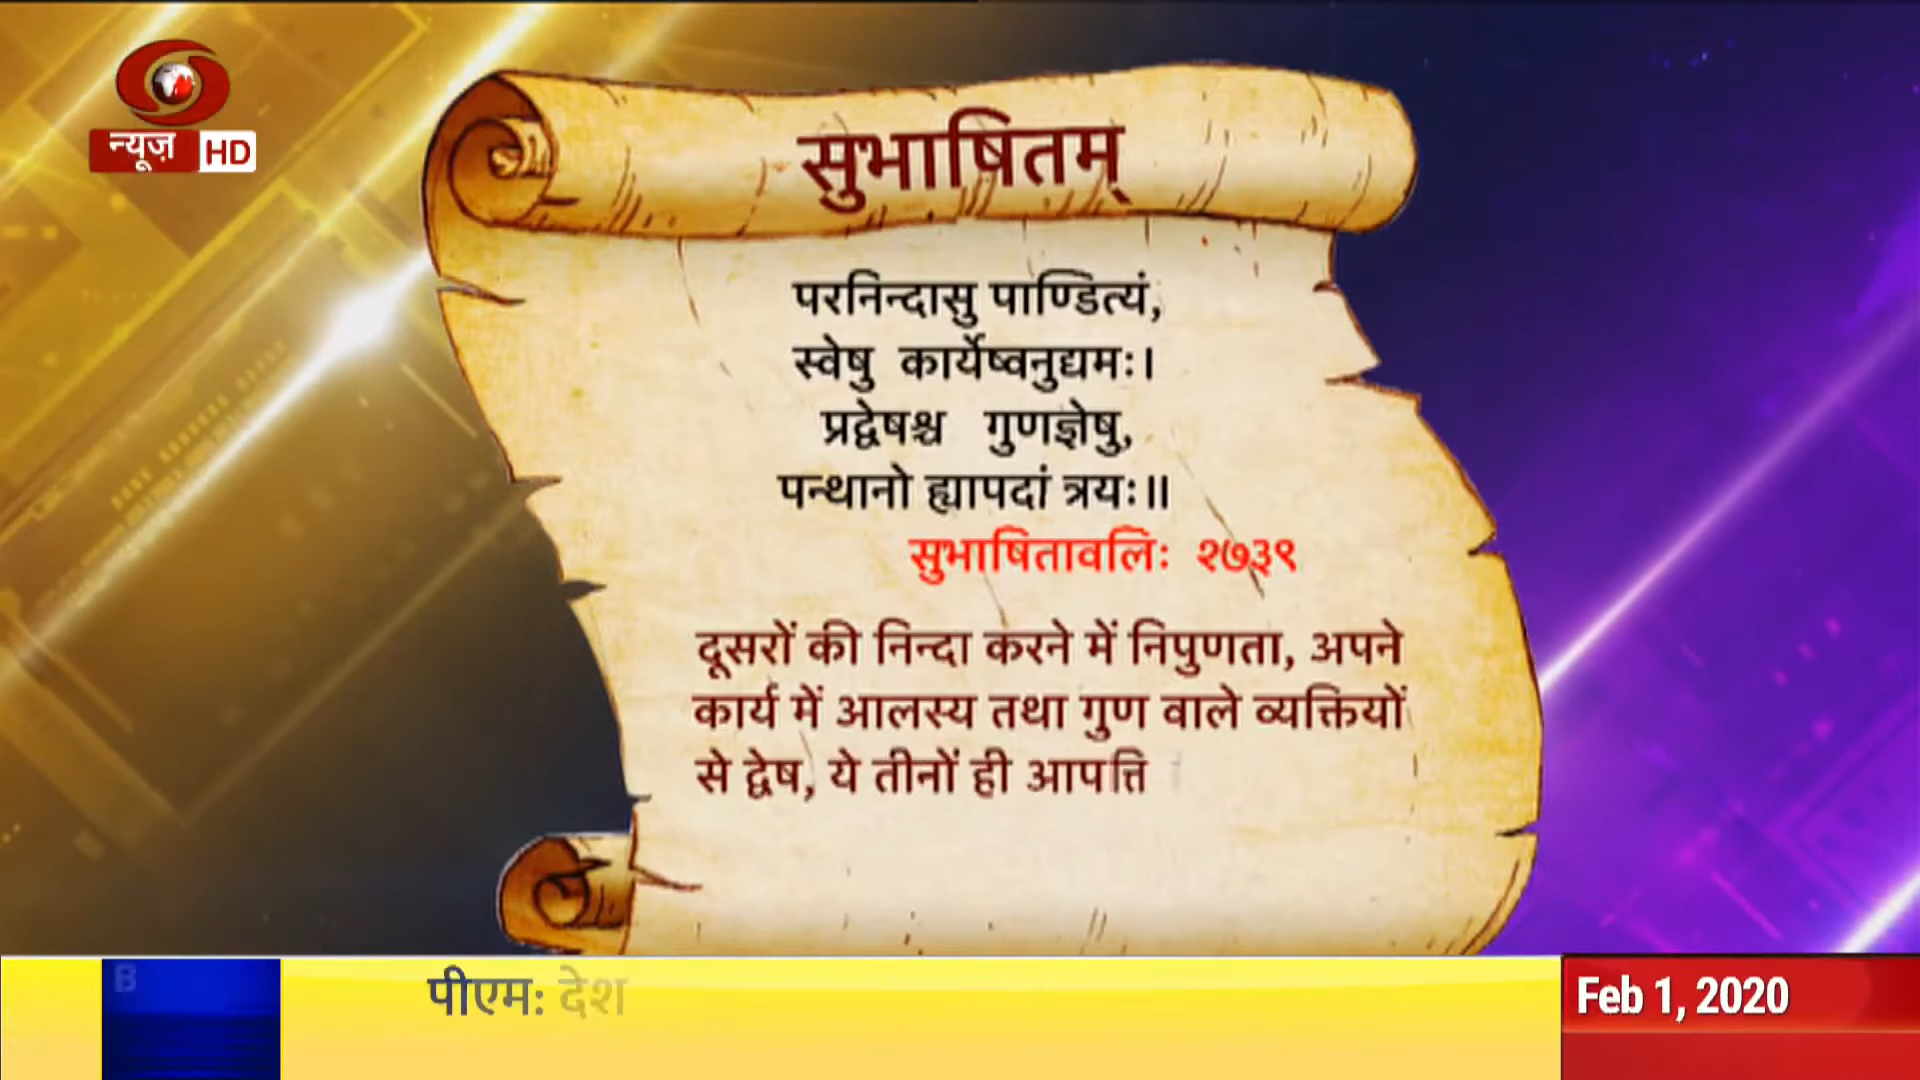 न्यूज़ HD
सुभाषितम्
परनिन्दासु पाण्डित्यं,
स्वेषु कार्येष्वनुद्यमः।
प्रद्वेषश्च गुणज्ञेषु,
पन्थानो ह्यापदां त्रयः॥
सुभाषितावलिः २७३९
दूसरों की निन्दा करने में निपुणता, अपने
कार्य में आलस्य तथा गुण वाले व्यक्तियों
से द्वेष, ये तीनों ही आपत्ति
B
पीएम: देश
Feb 1, 2020